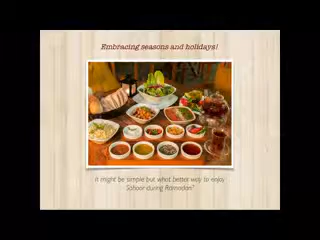 Embracing seasons and holidays!
It might be simple but what better way to enjoy
Sohoor during Ramadan"